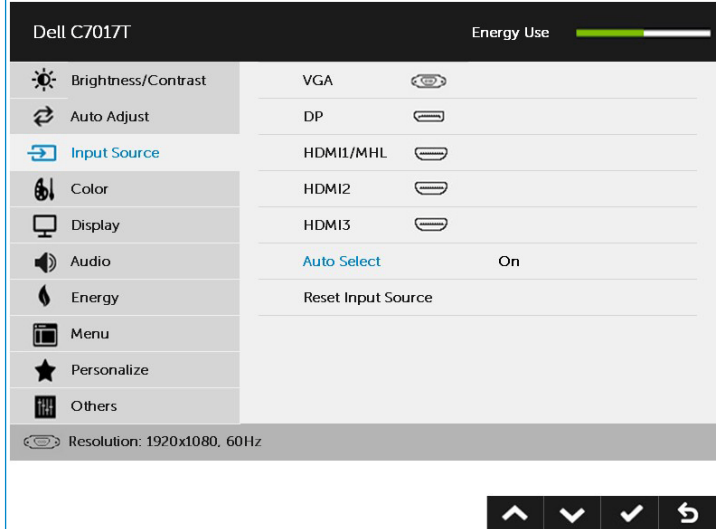 Dell C7017T Energy Use
Brightness/Contrast VGA
Auto Adjust DP
Input Source HDMI1/MHL
Color HDMI2
Display HDMI3
Audio Auto Select On
Energy Reset Input Source
Menu
Personalize
Others
Resolution: 1920x1080, 60Hz